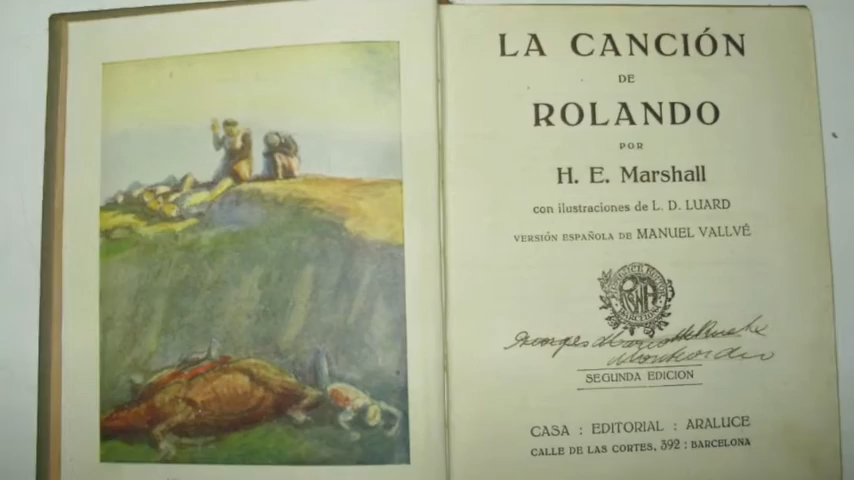 LA CANCIÓN
DE
ROLANDO
POR
H. E. Marshall
con ilustraciones de L. D. LUARD
VERSIÓN ESPAÑOLA DE MANUEL VALLVÉ
SEGUNDA EDICION
CASA : EDITORIAL : ARALUCE
CALLE DE LAS CORTES, 392 : BARCELONA